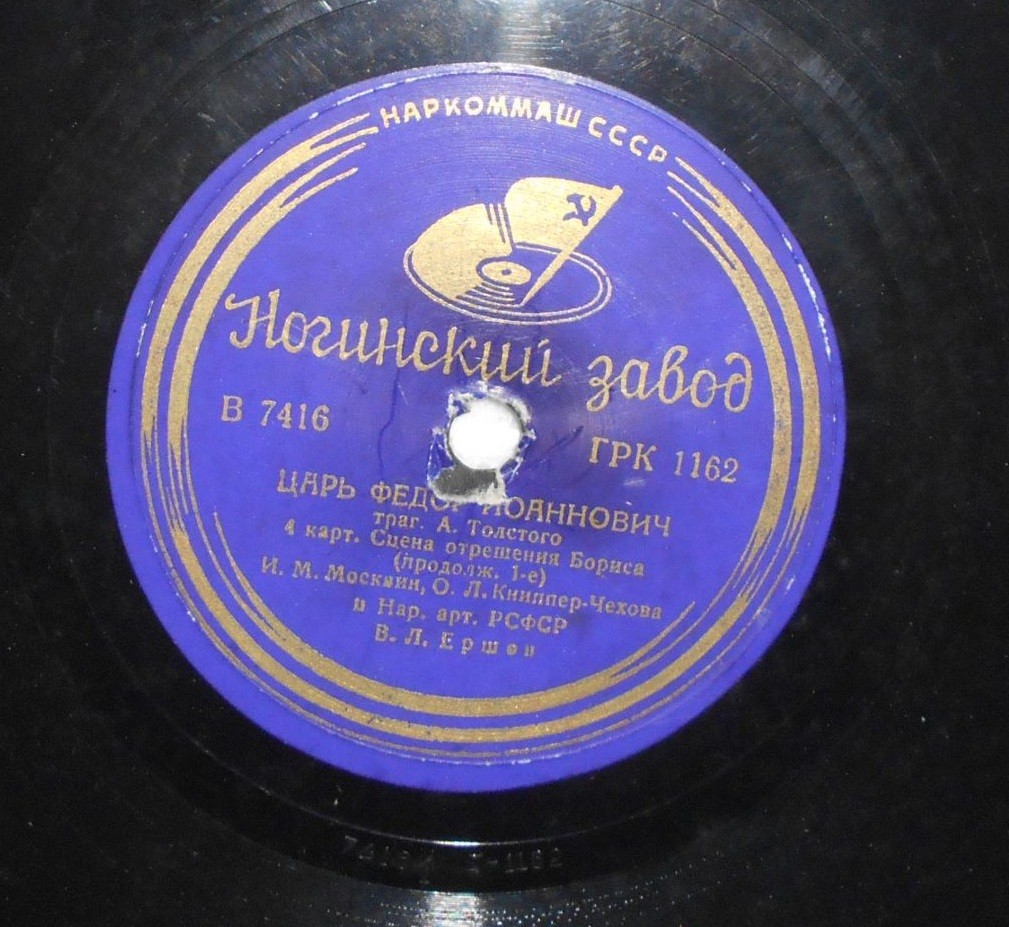 НАРКОММАШ СССР
Ногинский завод
В 7416
ГРК 1162
ЦАРЬ ФЕДОР ИОАННОВИЧ
траг. А. Толстого
4 карт. Сцена отрешения Бориса
(продолж. 1-е)
И. М. Москвин, О. Л. Книппер-Чехова
и Нар. арт. РСФСР
В. Л. Ершов